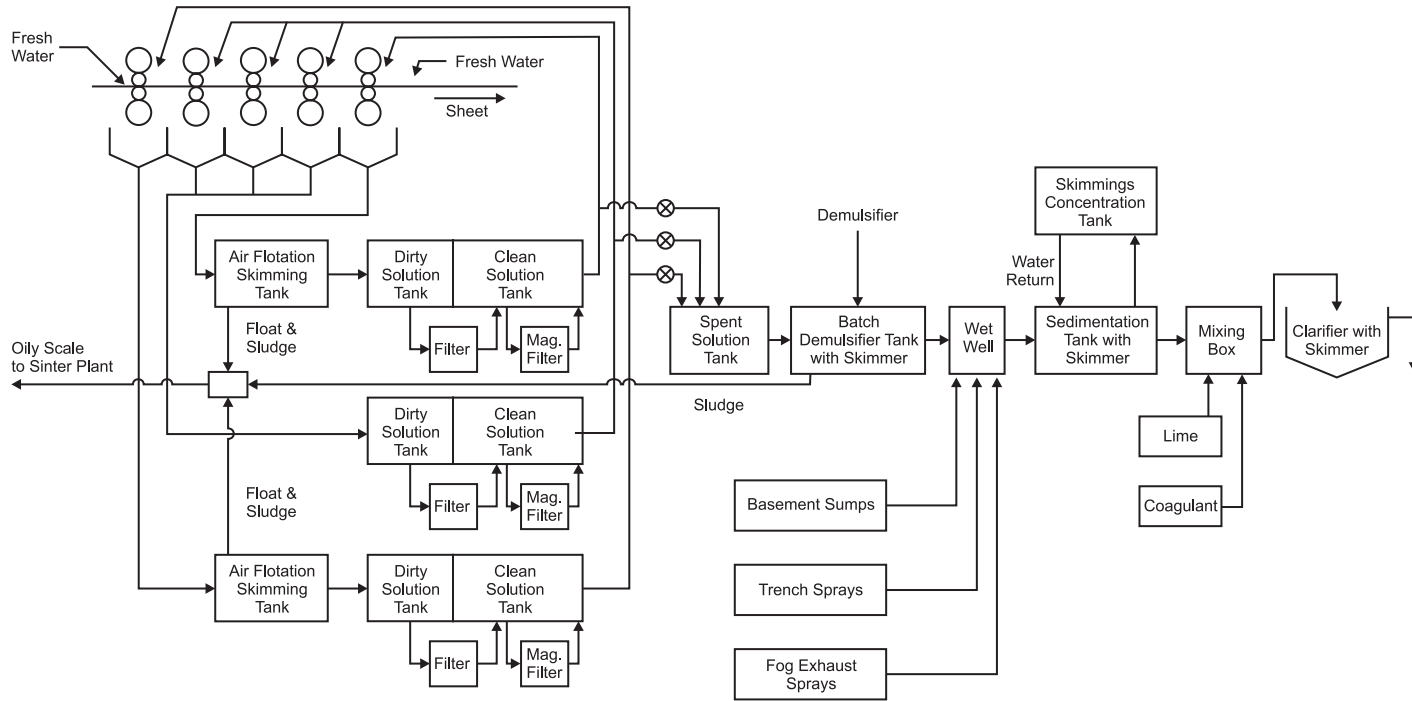 Fresh
Water
Fresh Water
Sheet
Skimmings
Concentration
Tank
Demulsifier
Water
Return
Air Flotation
Skimming
Tank
Dirty
Solution
Tank
Clean
Solution
Tank
Filter
Mag.
Filter
Float &
Sludge
Oily Scale
to Sinter Plant
Spent
Solution
Tank
Batch
Demulsifier Tank
with Skimmer
Wet
Well
Sedimentation
Tank with
Skimmer
Mixing
Box
Clarifier with
Skimmer
Sludge
Lime
Coagulant
Dirty
Solution
Tank
Clean
Solution
Tank
Filter
Mag.
Filter
Float &
Sludge
Basement Sumps
Air Flotation
Skimming
Tank
Dirty
Solution
Tank
Clean
Solution
Tank
Filter
Mag.
Filter
Trench Sprays
Fog Exhaust
Sprays